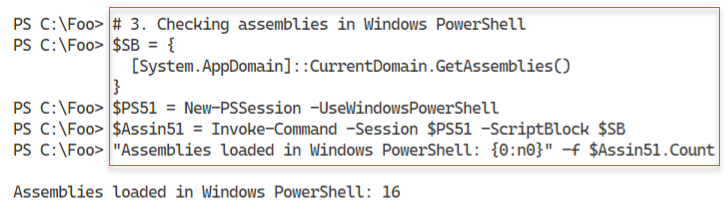 PS C:\Foo> # 3. Checking assemblies in Windows PowerShell
PS C:\Foo> $SB = {
[System.AppDomain]::CurrentDomain.GetAssemblies()
}
PS C:\Foo> $PS51 = New-PSSession -UseWindowsPowerShell
PS C:\Foo> $Assin51 = Invoke-Command -Session $PS51 -ScriptBlock $SB
PS C:\Foo> "Assemblies loaded in Windows PowerShell: {0:n0}" -f $Assin51.Count
Assemblies loaded in Windows PowerShell: 16